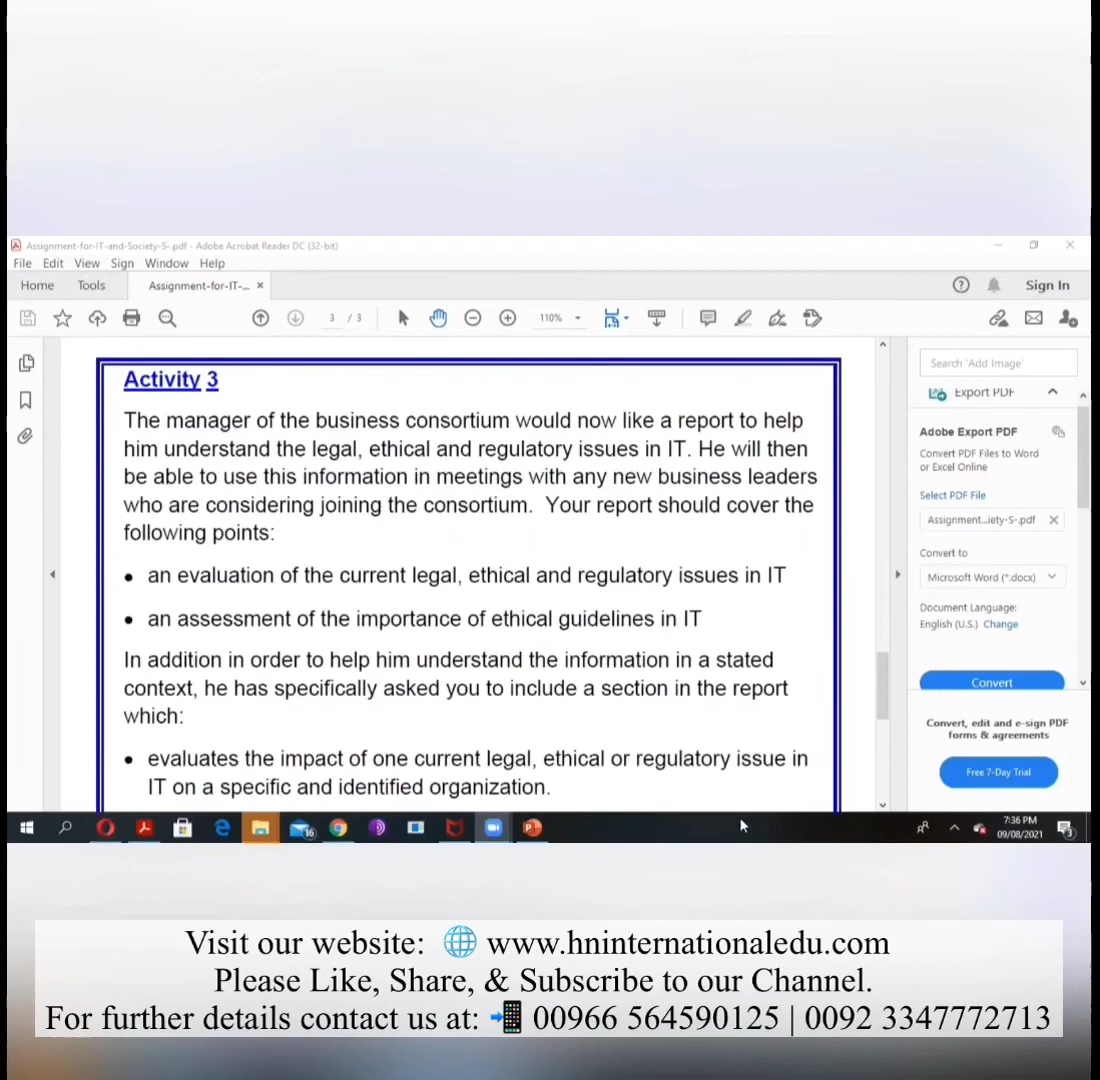 Assignment-for-IT-and-Society-S-.pdf - Adobe Acrobat Reader DC (32-bit)
File Edit View Sign Window Help
Home Tools Assignment-for-IT-... × Sign In
3 / 3 110%
Search 'Add Image'
Export PDF
Adobe Export PDF
Convert PDF Files to Word
or Excel Online
Select PDF File
Assignment...iety-S-.pdf
Convert to
Microsoft Word (*.docx)
Document Language:
English (U.S.) Change
Convert
Convert, edit and e-sign PDF
forms & agreements
Free 7-Day Trial
Activity 3
The manager of the business consortium would now like a report to help
him understand the legal, ethical and regulatory issues in IT. He will then
be able to use this information in meetings with any new business leaders
who are considering joining the consortium.  Your report should cover the
following points:
• an evaluation of the current legal, ethical and regulatory issues in IT
• an assessment of the importance of ethical guidelines in IT
In addition in order to help him understand the information in a stated
context, he has specifically asked you to include a section in the report
which:
• evaluates the impact of one current legal, ethical or regulatory issue in
IT on a specific and identified organization.
16
7:36 PM
09/08/2021
3
Visit our website: 🌐 www.hninternationaledu.com
Please Like, Share, & Subscribe to our Channel.
For further details contact us at: 📲 00966 564590125 | 0092 3347772713